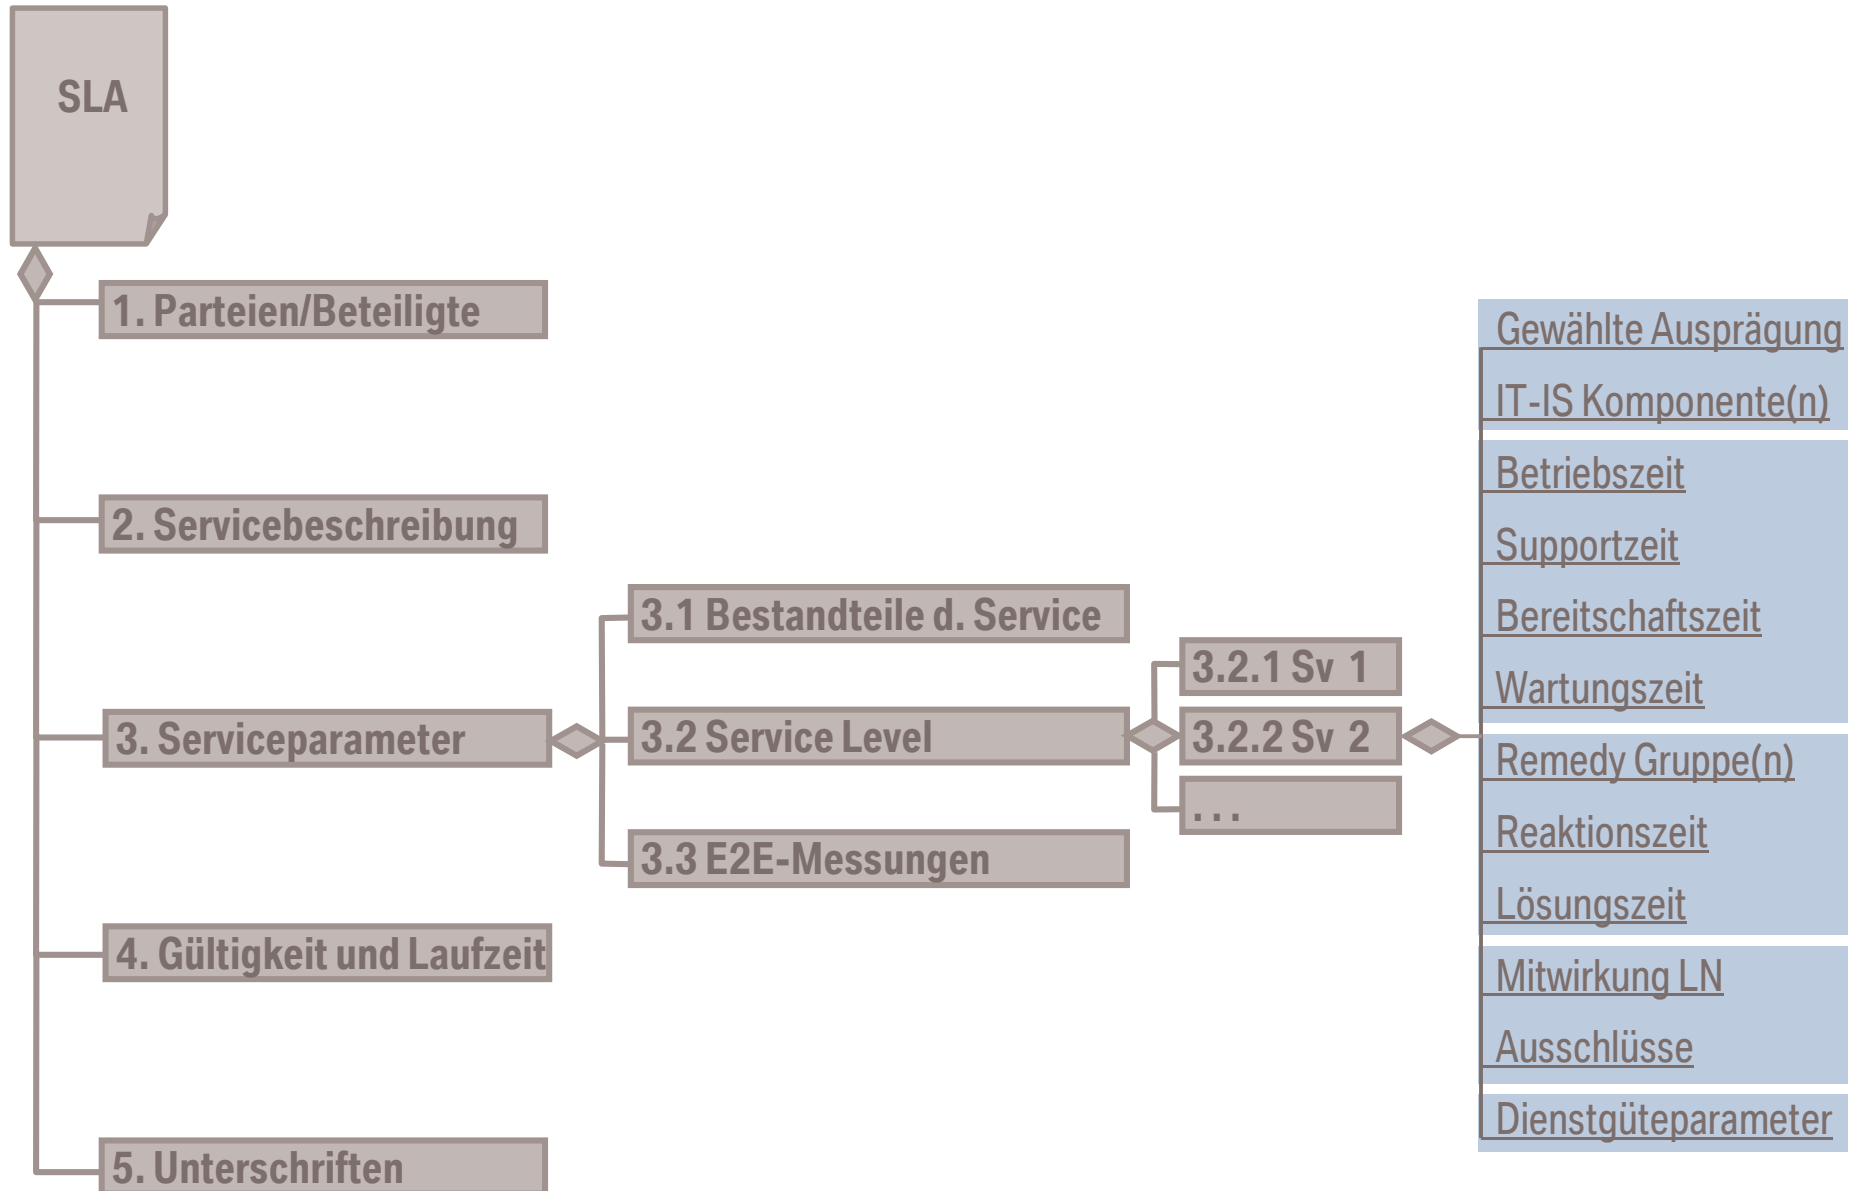 SLA
1. Parteien/Beteiligte
2. Servicebeschreibung
3. Serviceparameter
4. Gültigkeit und Laufzeit
5. Unterschriften
3.1 Bestandteile d. Service
3.2 Service Level
3.3 E2E-Messungen
3.2.1 Sv 1
3.2.2 Sv 2
. . .
Gewählte Ausprägung
IT-IS Komponente(n)
Betriebszeit
Supportzeit
Bereitschaftszeit
Wartungszeit
Remedy Gruppe(n)
Reaktionszeit
Lösungszeit
Mitwirkung LN
Ausschlüsse
Dienstgüteparameter